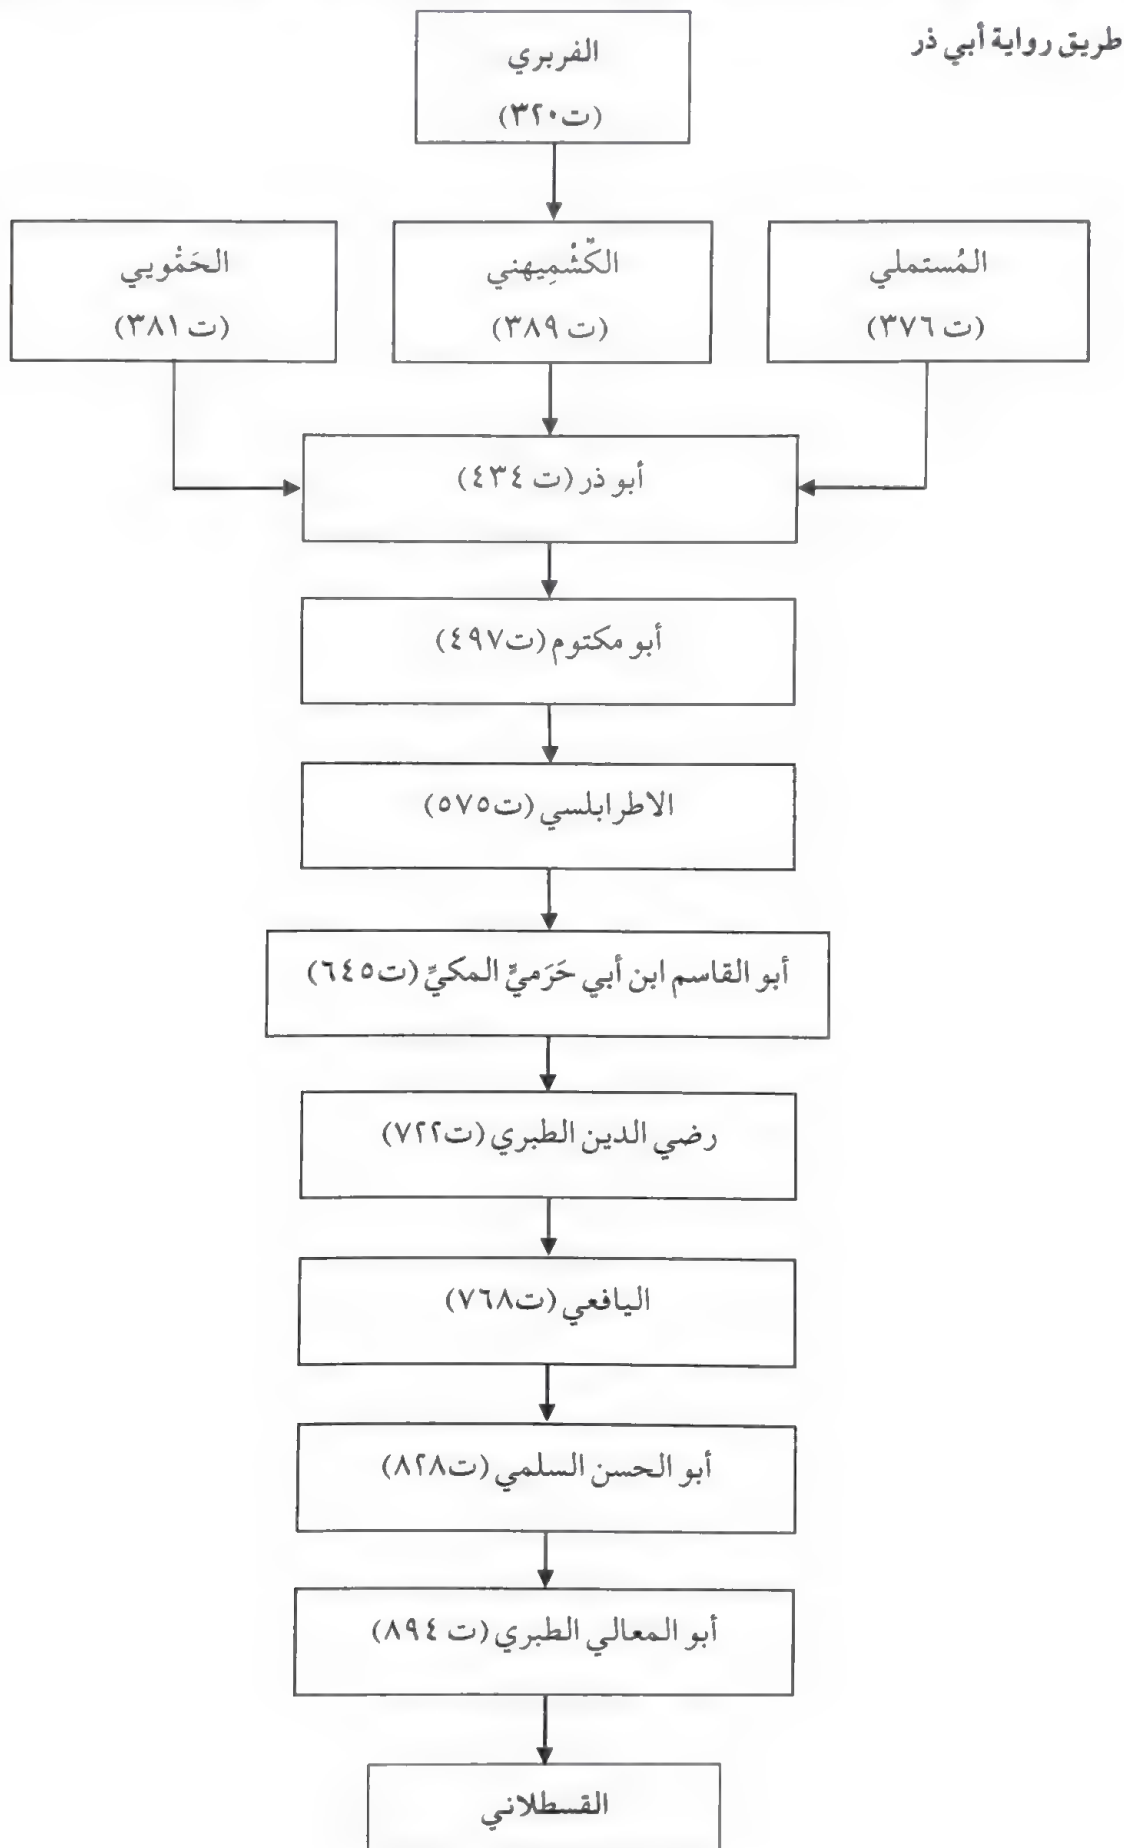 طريق رواية أبي ذر
الفربري
(ت٣٢٠)
المُستملي
(ت ٣٧٦)
الكُشْمِيهني
(ت ٣٨٩)
الحَمُّويي
(ت ٣٨١)
أبو ذر (ت ٤٣٤)
أبو مكتوم (ت٤٩٧)
الاطرابلسي (ت٥٧٥)
أبو القاسم ابن أبي حَرَميٍّ المكيِّ (ت٦٤٥)
رضي الدين الطبري (ت٧٢٢)
اليافعي (ت٧٦٨)
أبو الحسن السلمي (ت٨٢٨)
أبو المعالي الطبري (ت ٨٩٤)
القسطلاني